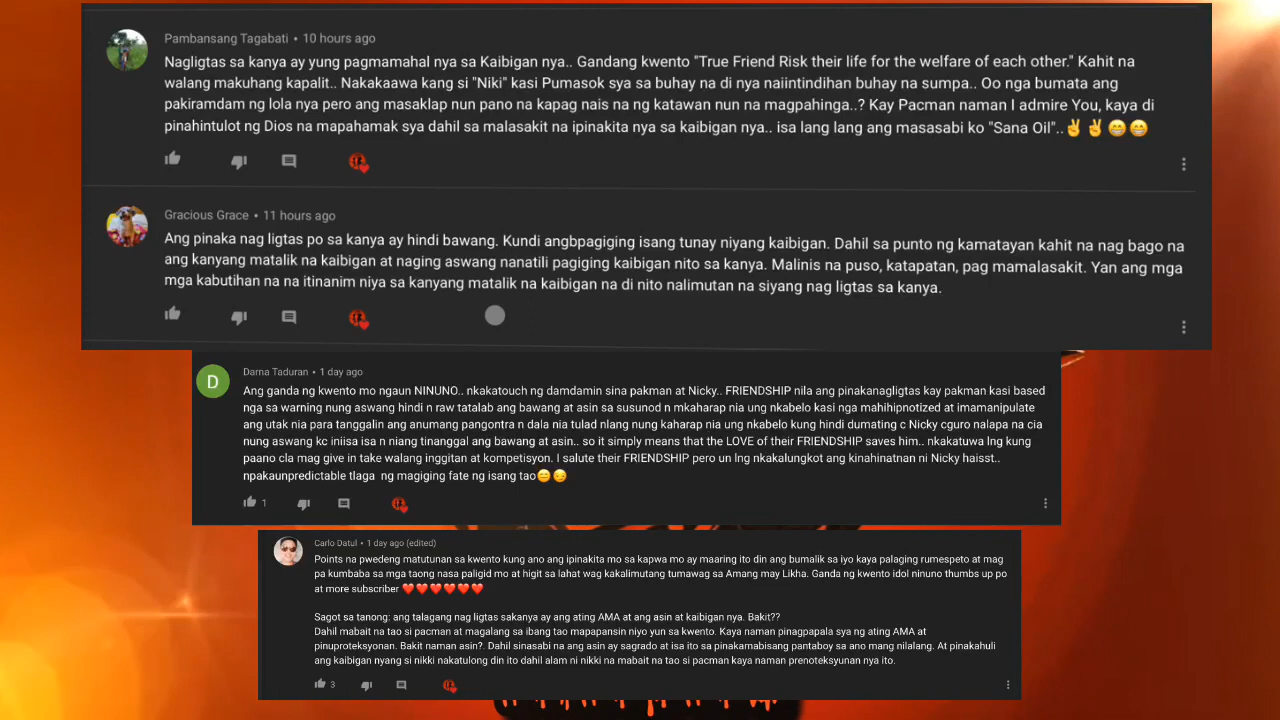 Pambansang Tagabati • 10 hours ago
Nagligtas sa kanya ay yung pagmamahal nya sa Kaibigan nya.. Gandang kwento "True Friend Risk their life for the welfare of each other." Kahit na
walang makuhang kapalit.. Nakakaawa kang si "Niki" kasi Pumasok sya sa buhay na di nya naiintindihan buhay na sumpa.. Oo nga bumata ang
pakiramdam ng lola nya pero ang masaklap nun pano na kapag nais na ng katawan nun na magpahinga..? Kay Pacman naman I admire You, kaya di
pinahintulot ng Dios na mapahamak sya dahil sa malasakit na ipinakita nya sa kaibigan nya.. isa lang lang ang masasabi ko "Sana Oil"..✌️✌️😁😁
Gracious Grace • 11 hours ago
Ang pinaka nag ligtas po sa kanya ay hindi bawang. Kundi angbpagiging isang tunay niyang kaibigan. Dahil sa punto ng kamatayan kahit na nag bago na
ang kanyang matalik na kaibigan at naging aswang nanatili pagiging kaibigan nito sa kanya. Malinis na puso, katapatan, pag mamalasakit. Yan ang mga
mga kabutihan na na itinanim niya sa kanyang matalik na kaibigan na di nito nalimutan na siyang nag ligtas sa kanya.
D
Darna Taduran • 1 day ago
Ang ganda ng kwento mo ngaun NINUNO.. nkakatouch ng damdamin sina pakman at Nicky.. FRIENDSHIP nila ang pinakanagligtas kay pakman kasi based
nga sa warning nung aswang hindi n raw tatalab ang bawang at asin sa susunod n mkaharap nia ung nkabelo kasi nga mahihipnotized at imamanipulate
ang utak nia para tanggalin ang anumang pangontra n dala nia tulad nlang nung kaharap nia ung nkabelo kung hindi dumating c Nicky cguro nalapa na cia
nung aswang kc iniisa isa n niang tinanggal ang bawang at asin.. so it simply means that the LOVE of their FRIENDSHIP saves him.. nkakatuwa lng kung
paano cla mag give in take walang inggitan at kompetisyon. I salute their FRIENDSHIP pero un lng nkakalungkot ang kinahinatnan ni Nicky haisst..
npakaunpredictable tlaga ng magiging fate ng isang tao😑😏
1
Carlo Datul • 1 day ago (edited)
Points na pwedeng matutunan sa kwento kung ano ang ipinakita mo sa kapwa mo ay maaring ito din ang bumalik sa iyo kaya palaging rumespeto at mag
pa kumbaba sa mga taong nasa paligid mo at higit sa lahat wag kakalimutang tumawag sa Amang may Likha. Ganda ng kwento idol ninuno thumbs up po
at more subscriber ❤️❤️❤️❤️❤️❤️
Sagot sa tanong: ang talagang nag ligtas sakanya ay ang ating AMA at ang asin at kaibigan nya. Bakit??
Dahil mabait na tao si pacman at magalang sa ibang tao mapapansin niyo yun sa kwento. Kaya naman pinagpapala sya ng ating AMA at
pinuproteksyonan. Bakit naman asin?. Dahil sinasabi na ang asin ay sagrado at isa ito sa pinakamabisang pantaboy sa ano mang nilalang. At pinakahuli
ang kaibigan nyang si nikki nakatulong din ito dahil alam ni nikki na mabait na tao si pacman kaya naman prenoteksyunan nya ito.
3